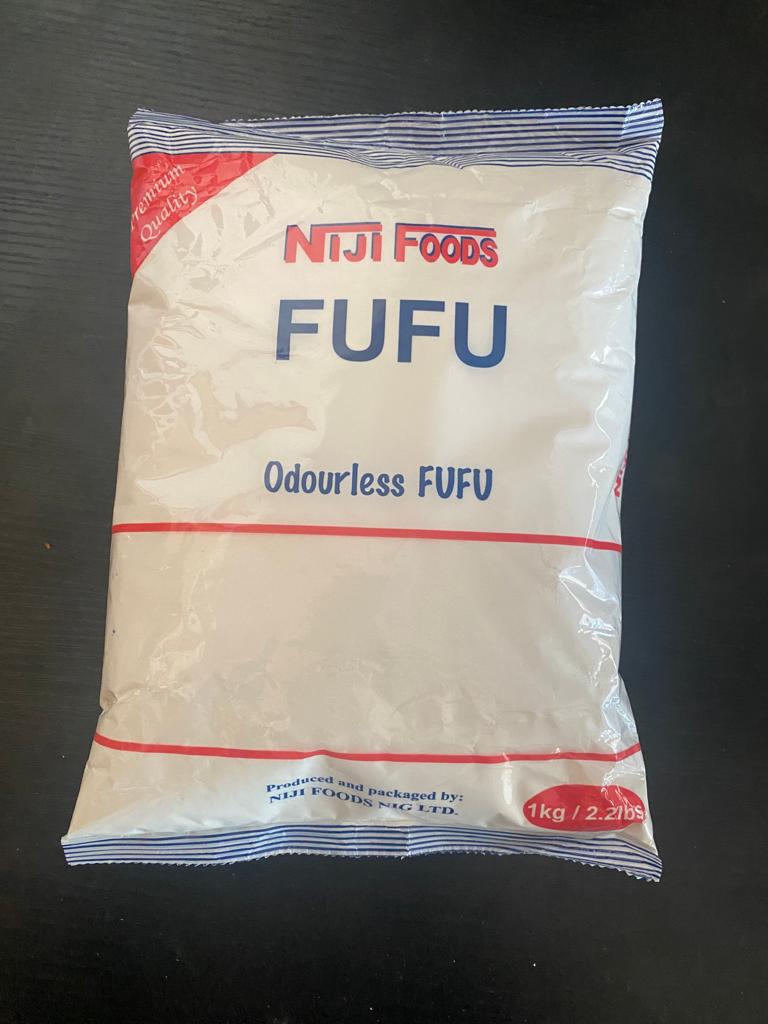 Premium
Quality
NIJI FOODS
FUFU
Odourless FUFU
Produced and packaged by:
NIJI FOODS NIG LTD.
1kg / 2.2lbs